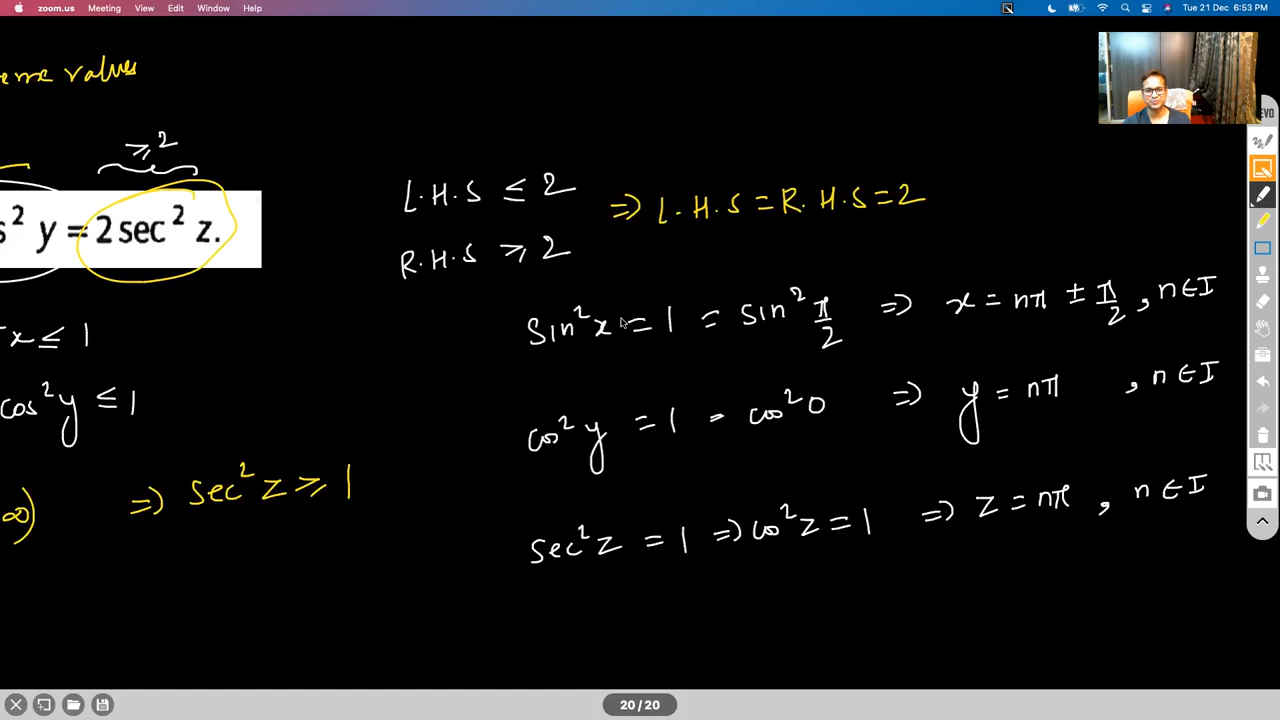 zoom.us Meeting View Edit Window Help Tue 21 Dec 6:53 PM
values
≥2
s² y = 2 sec² z.
L.H.S ≤ 2
R.H.S ≥ 2
⇒ L.H.S = R.H.S = 2
x ≤ 1
cos²y ≤ 1
∞) ⇒ sec²z ≥ 1
sin²x = 1 = sin² π/2 ⇒ x = nπ ± π/2, n∈I
cos²y = 1 = cos²0 ⇒ y = nπ , n∈I
sec²z = 1 ⇒ cos²z = 1 ⇒ z = nπ, n∈I
20 / 20